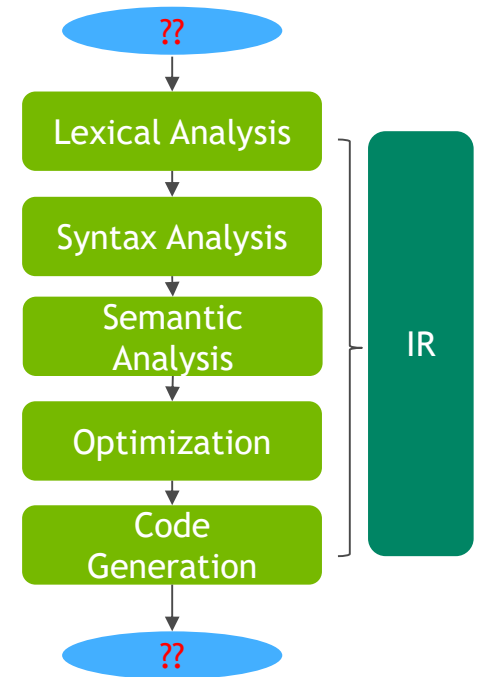 ??
Lexical Analysis
Syntax Analysis
Semantic
Analysis
IR
Optimization
Code
Generation
??